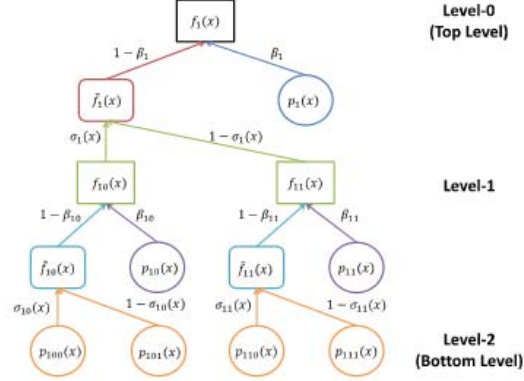 f₁(x)
Level-0
(Top Level)
1 − β₁
β₁
f̃₁(x)
p₁(x)
σ₁(x)
1 − σ₁(x)
f₁₀(x)
f₁₁(x)
Level-1
1 − β₁₀
β₁₀
1 − β₁₁
β₁₁
f̃₁₀(x)
p₁₀(x)
f̃₁₁(x)
p₁₁(x)
σ₁₀(x)
1 − σ₁₀(x)
σ₁₁(x)
1 − σ₁₁(x)
p₁₀₀(x)
p₁₀₁(x)
p₁₁₀(x)
p₁₁₁(x)
Level-2
(Bottom Level)